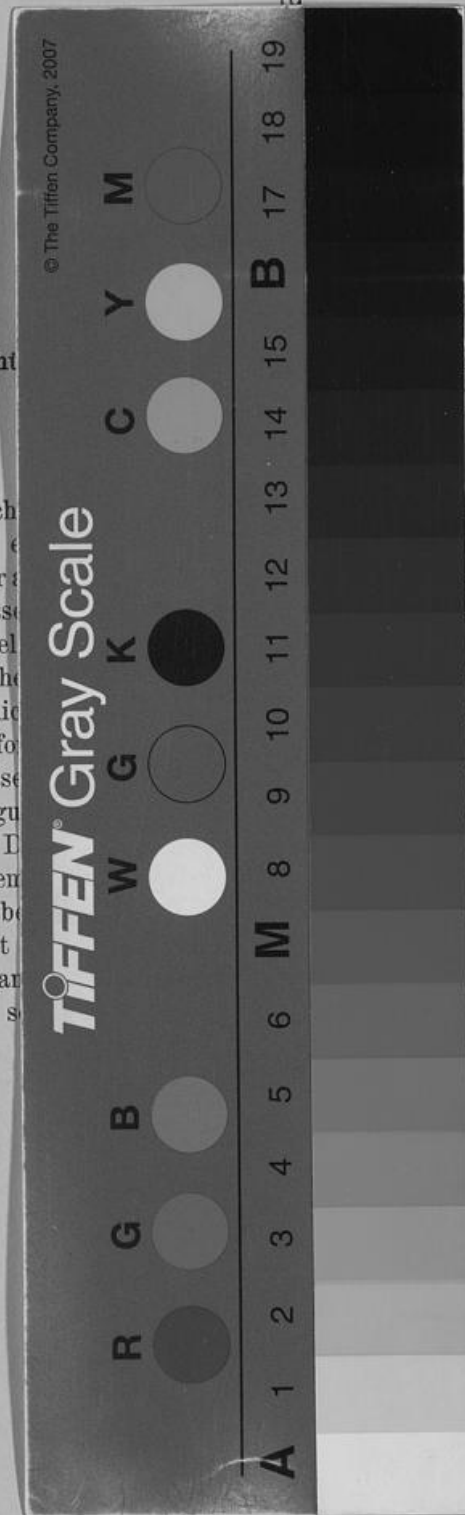 © The Tiffen Company, 2007
TIFFEN® Gray Scale
R G B W G K C Y M
A 1 2 3 4 5 6 M 8 9 10 11 12 13 14 15 B 17 18 19